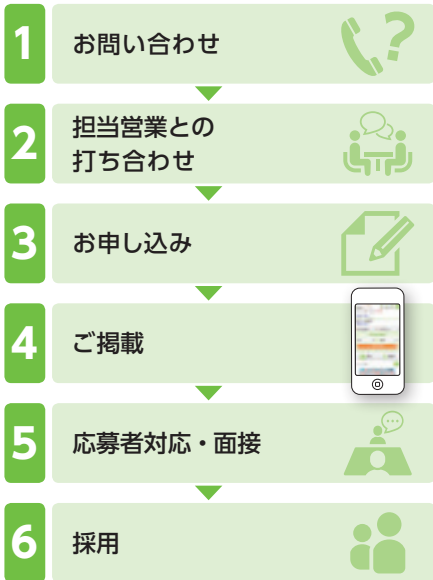 1
お問い合わせ
2
担当営業との
打ち合わせ
3
お申し込み
4
ご掲載
5
応募者対応・面接
6
採用